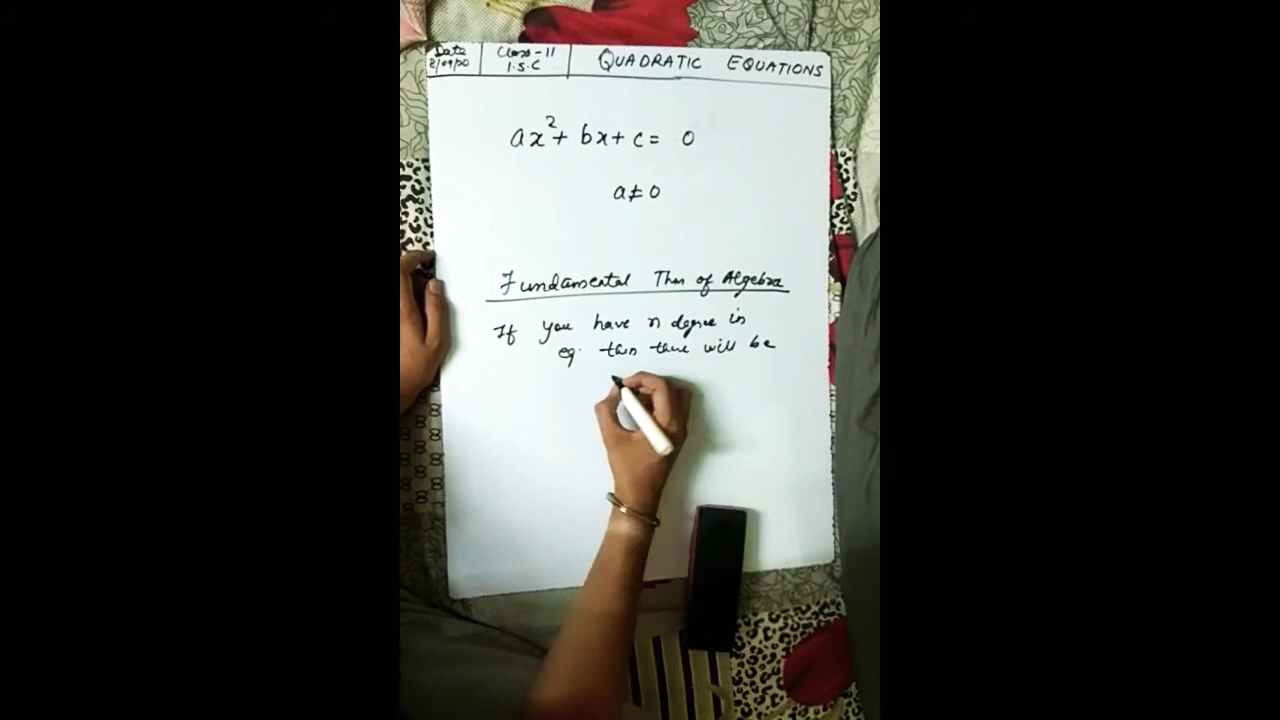 Date
2/09/20
Class-11
I.S.C
QUADRATIC EQUATIONS
ax²+ bx+ c = 0
a≠0
Fundamental Thm of Algebra
If you have n degree in
eq. then there will be